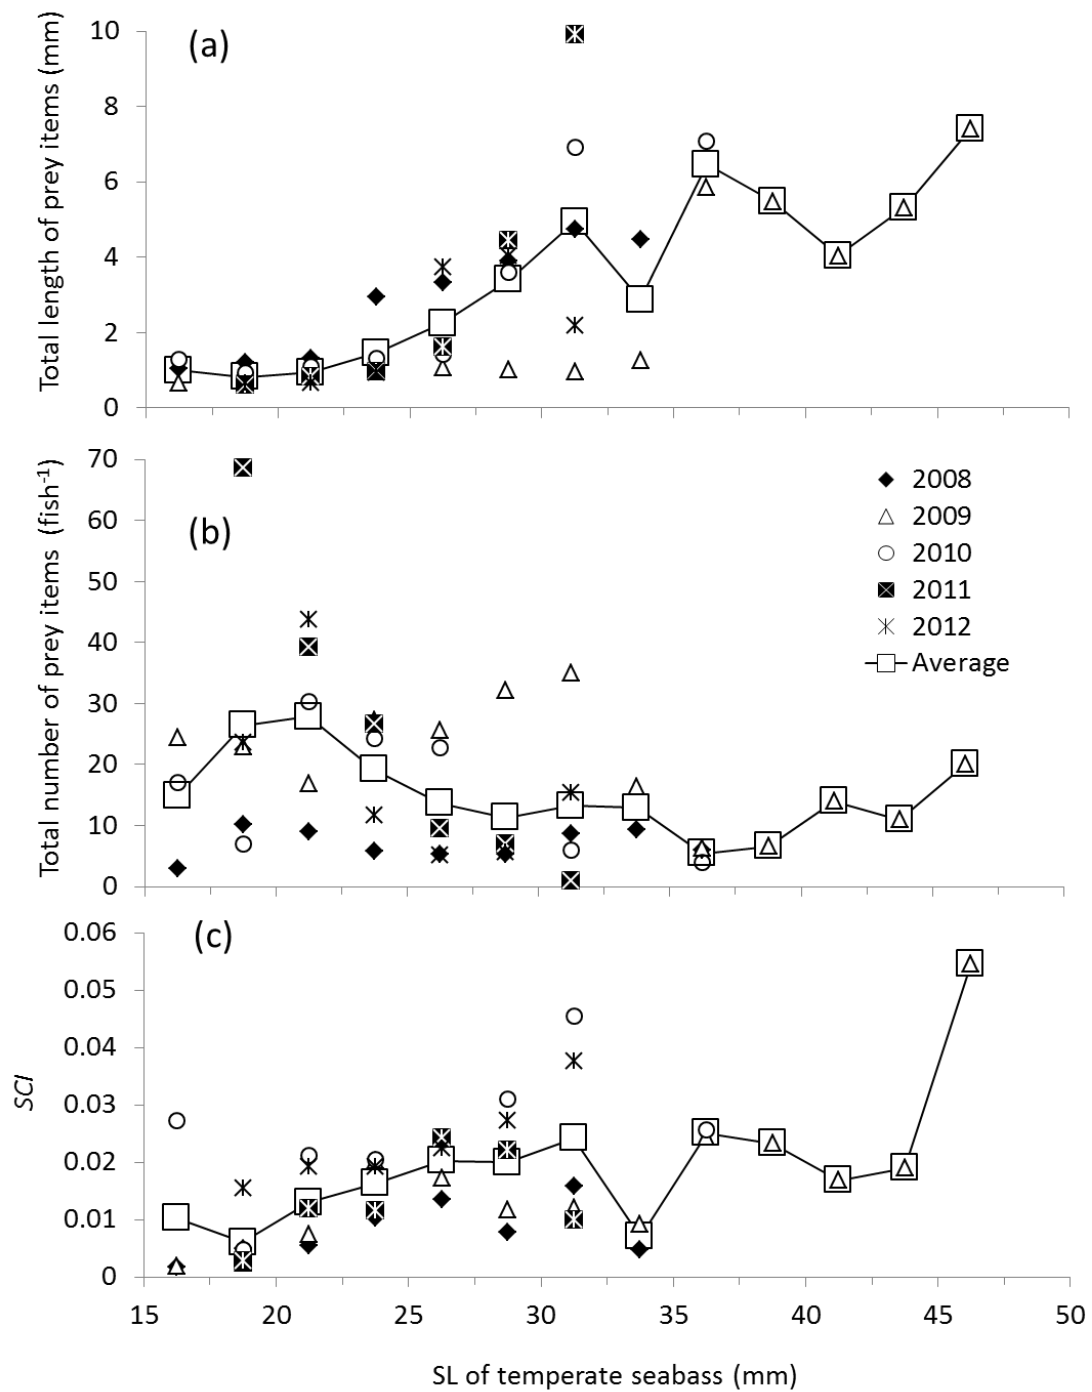 Total length of prey items (mm)
10
8
6
4
2
0
(a)
Total number of prey items (fish⁻¹)
70
60
50
40
30
20
10
0
(b)
2008
2009
2010
2011
2012
Average
SCI
0.06
0.05
0.04
0.03
0.02
0.01
0
(c)
15 20 25 30 35 40 45 50
SL of temperate seabass (mm)